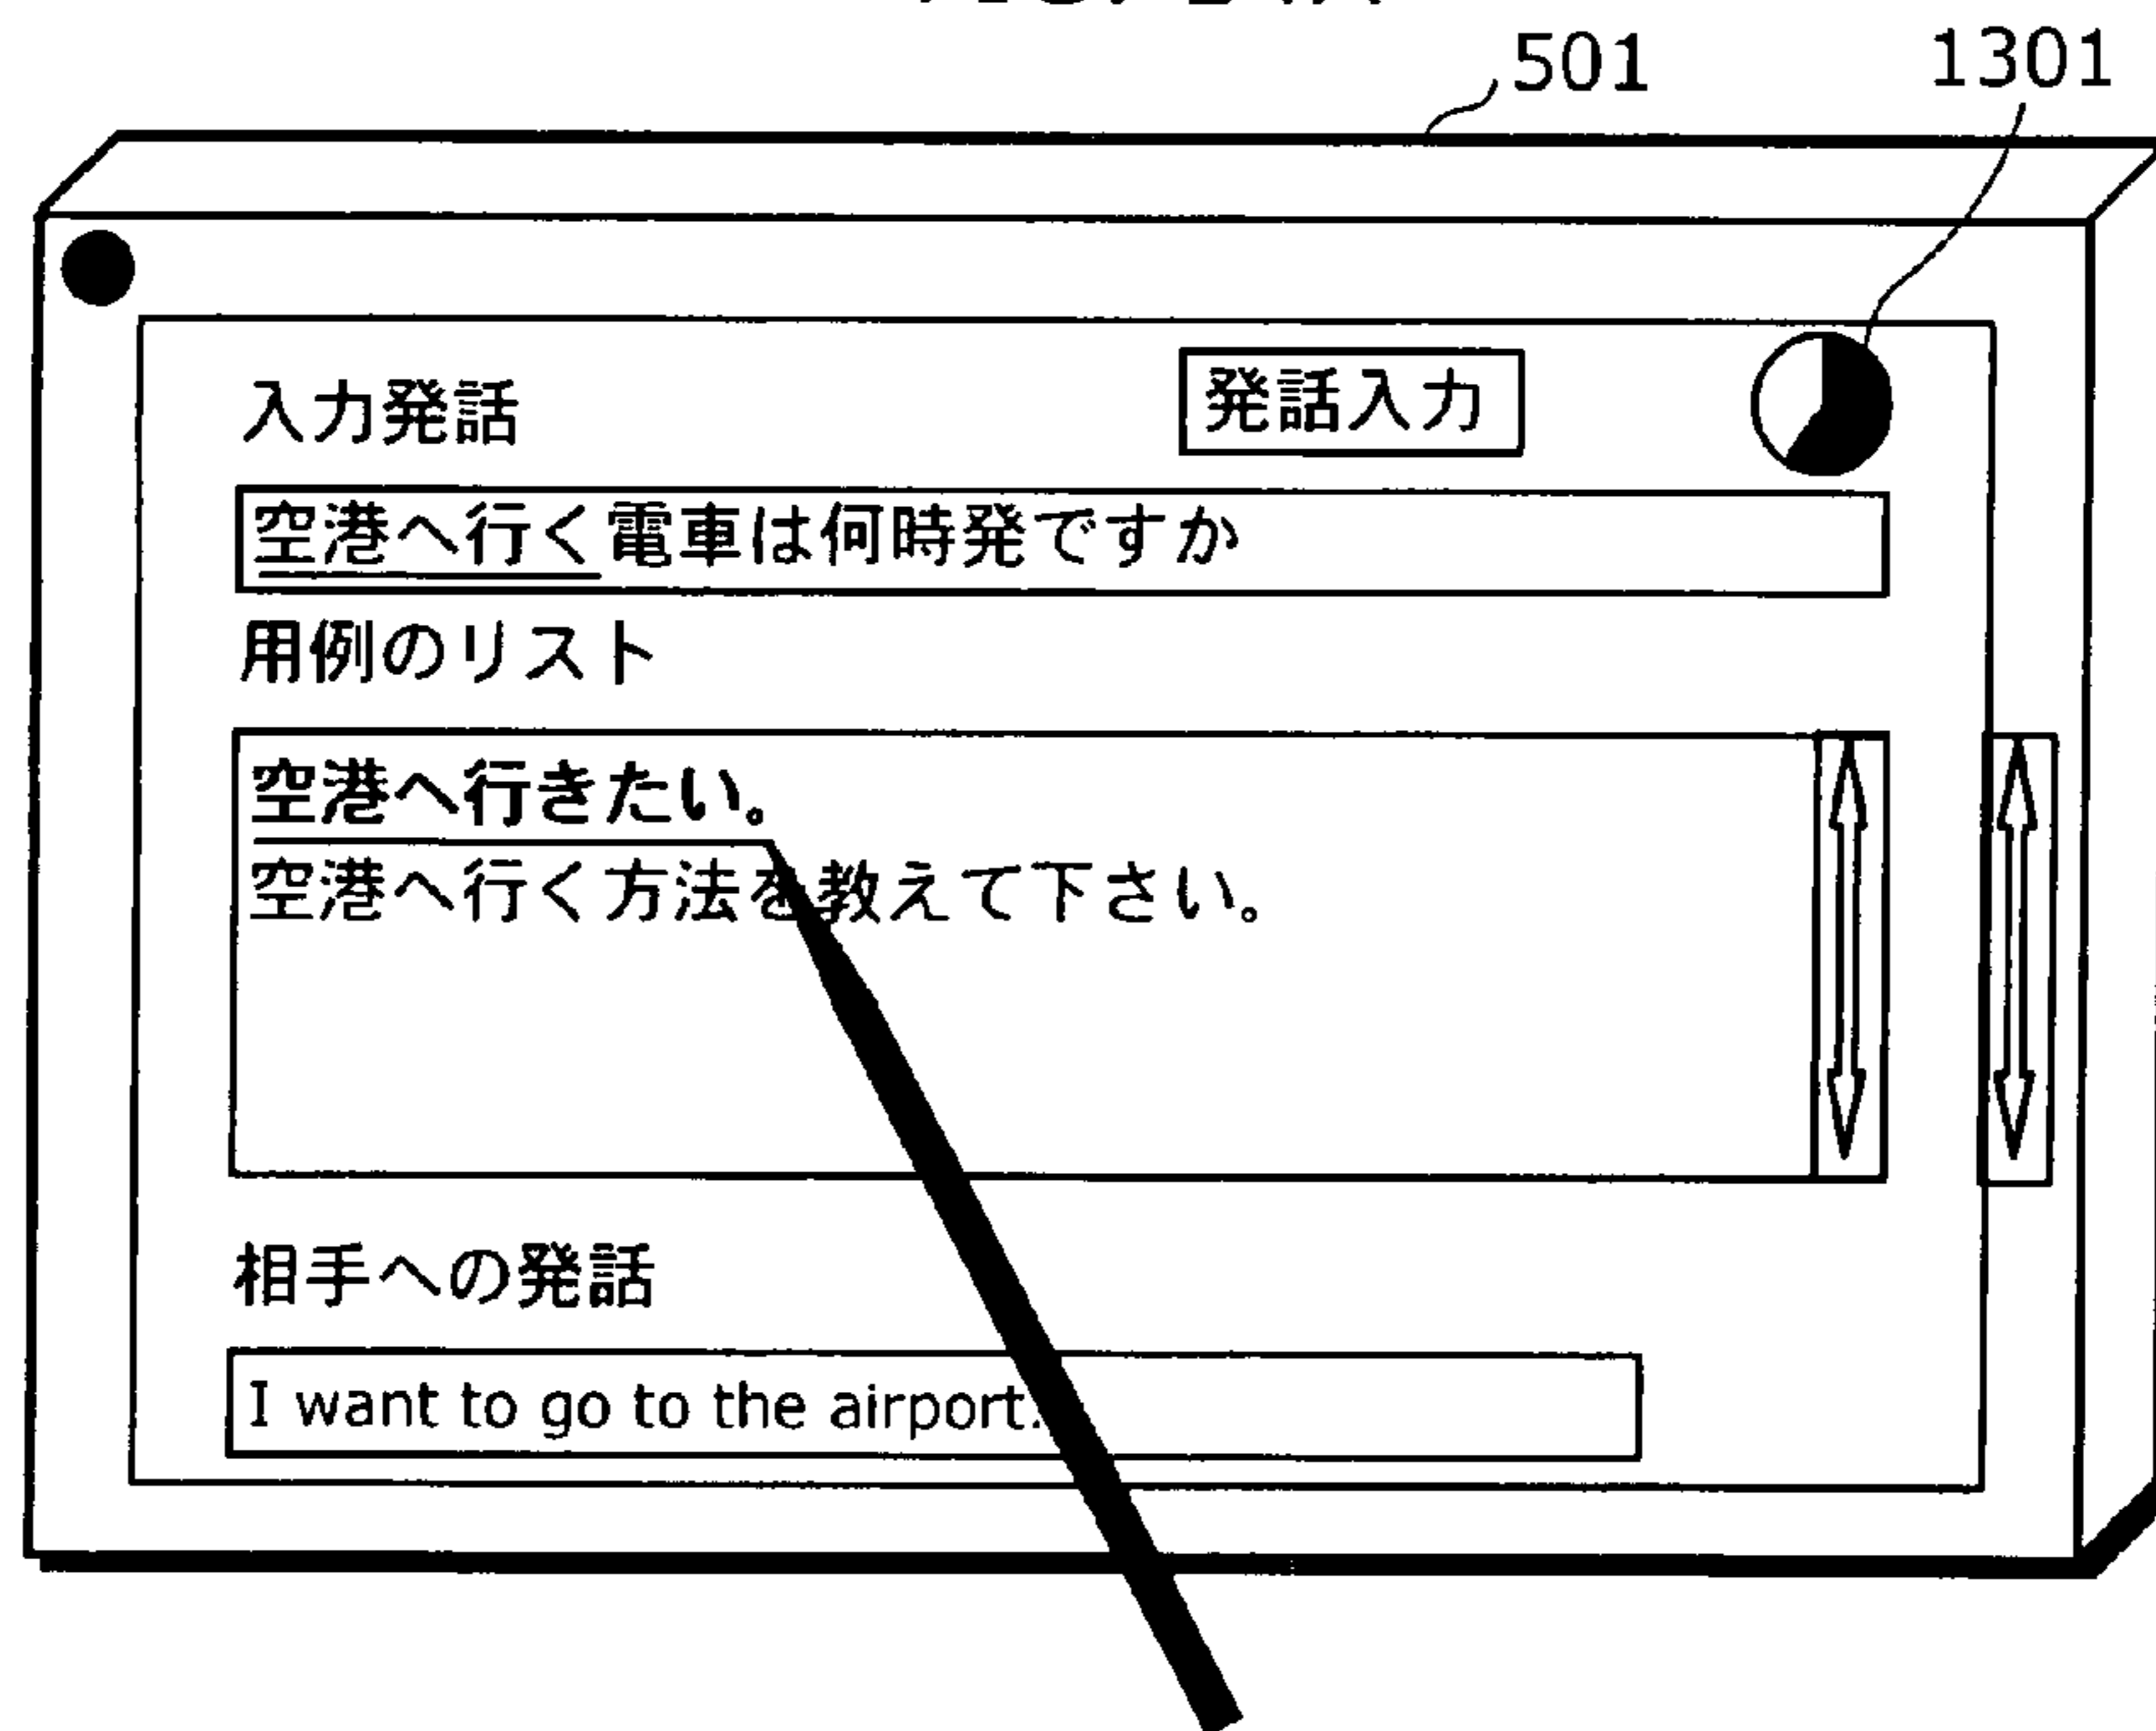 501
1301
入力発話
発話入力
空港へ行く電車は何時発ですか
用例のリスト
空港へ行きたい。
空港へ行く方法を教えて下さい。
相手への発話
I want to go to the airport.